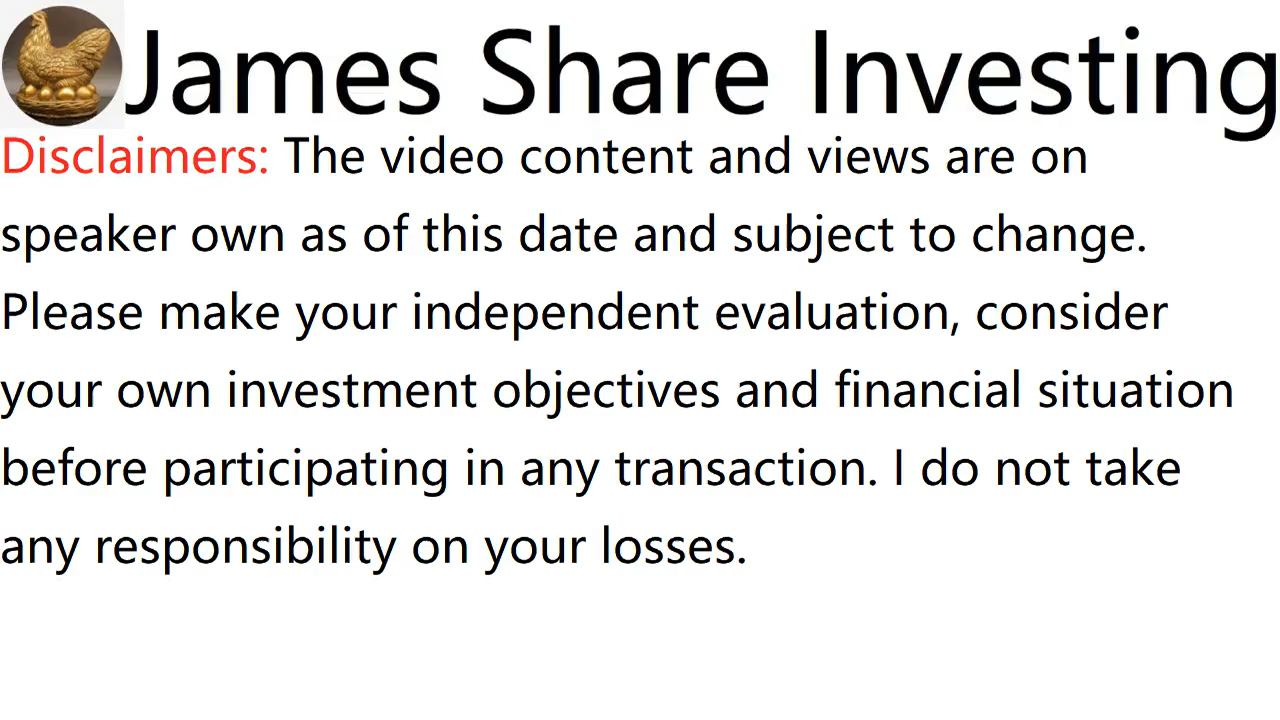 James Share Investing
Disclaimers: The video content and views are on
speaker own as of this date and subject to change.
Please make your independent evaluation, consider
your own investment objectives and financial situation
before participating in any transaction. I do not take
any responsibility on your losses.